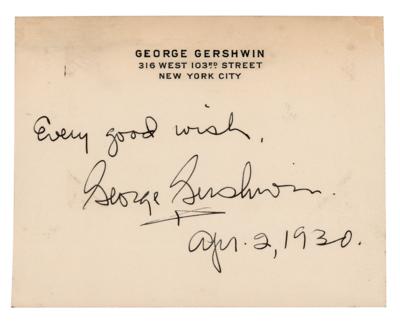 GEORGE GERSHWIN
316 WEST 103RD STREET
NEW YORK CITY
Every good wish,
George Gershwin.
Apr. 2, 1930.